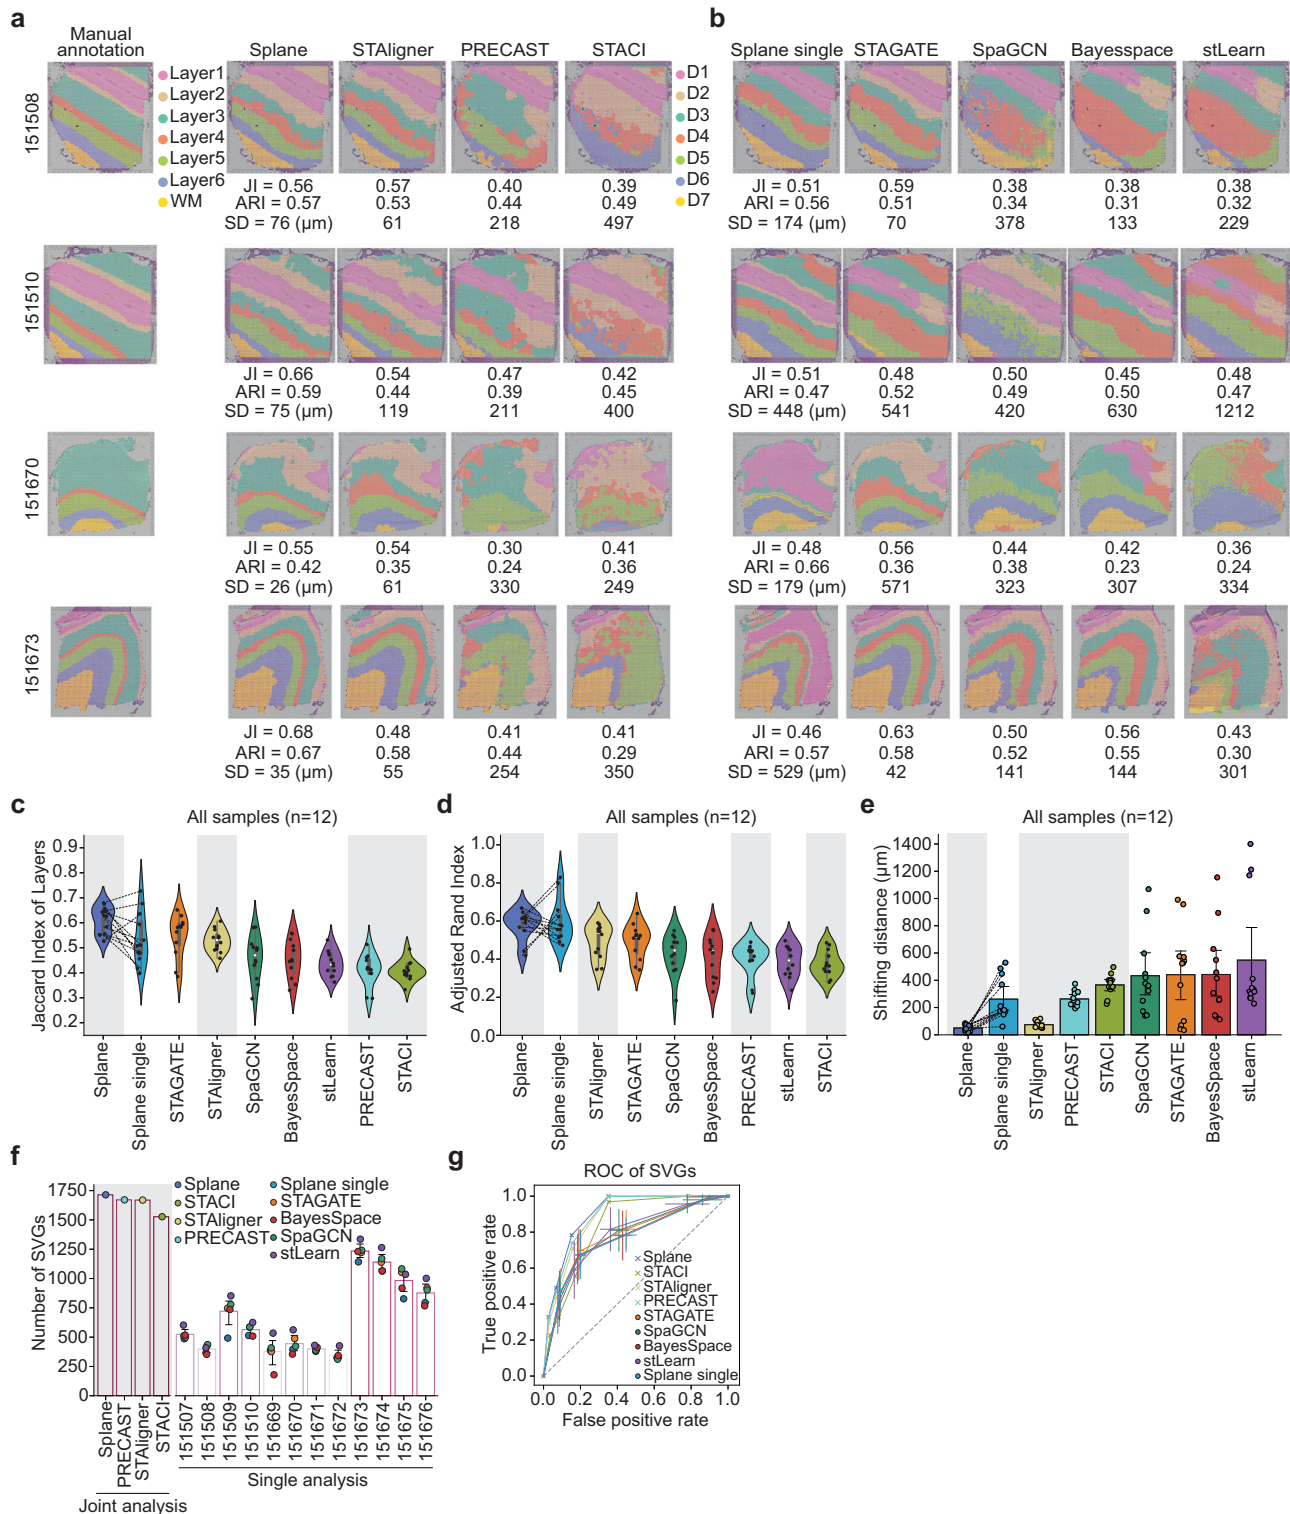 a
Manual annotation
Splane
STAligner
PRECAST
STACI
Layer1
Layer2
Layer3
Layer4
Layer5
Layer6
WM
D1
D2
D3
D4
D5
D6
D7
151508
JI = 0.56 0.57 0.40 0.39
ARI = 0.57 0.53 0.44 0.49
SD = 76 (μm) 61 218 497
151510
JI = 0.66 0.54 0.47 0.42
ARI = 0.59 0.44 0.39 0.45
SD = 75 (μm) 119 211 400
151670
JI = 0.55 0.54 0.30 0.41
ARI = 0.42 0.35 0.24 0.36
SD = 26 (μm) 61 330 249
151673
JI = 0.68 0.48 0.41 0.41
ARI = 0.67 0.58 0.44 0.29
SD = 35 (μm) 55 254 350
b
Splane single STAGATE SpaGCN Bayesspace stLearn
JI = 0.51 0.59 0.38 0.38 0.38
ARI = 0.56 0.51 0.34 0.31 0.32
SD = 174 (μm) 70 378 133 229
JI = 0.51 0.48 0.50 0.45 0.48
ARI = 0.47 0.52 0.49 0.50 0.47
SD = 448 (μm) 541 420 630 1212
JI = 0.48 0.56 0.44 0.42 0.36
ARI = 0.66 0.36 0.38 0.23 0.24
SD = 179 (μm) 571 323 307 334
JI = 0.46 0.63 0.50 0.56 0.43
ARI = 0.57 0.58 0.52 0.55 0.30
SD = 529 (μm) 42 141 144 301
c
All samples (n=12)
Jaccard Index of Layers
0.9
0.8
0.7
0.6
0.5
0.4
0.3
0.2
Splane
Splane single
STAGATE
STAligner
SpaGCN
BayesSpace
stLearn
PRECAST
STACI
d
All samples (n=12)
Adjusted Rand Index
1.0
0.8
0.6
0.4
0.2
0.0
Splane
Splane single
STAligner
STAGATE
SpaGCN
BayesSpace
PRECAST
stLearn
STACI
e
All samples (n=12)
Shifting distance (μm)
1400
1200
1000
800
600
400
200
0
Splane
Splane single
STAligner
PRECAST
STACI
SpaGCN
STAGATE
BayesSpace
stLearn
f
Number of SVGs
1750
1500
1250
1000
750
500
250
0
Splane
STACI
STAligner
PRECAST
Splane single
STAGATE
BayesSpace
SpaGCN
stLearn
Splane
PRECAST
STAligner
STACI
Joint analysis
151507
151508
151509
151510
151669
151670
151671
151672
151673
151674
151675
151676
Single analysis
g
ROC of SVGs
True positive rate
1.0
0.8
0.6
0.4
0.2
0.0
Splane
STACI
STAligner
PRECAST
STAGATE
SpaGCN
BayesSpace
stLearn
Splane single
0.0 0.2 0.4 0.6 0.8 1.0
False positive rate